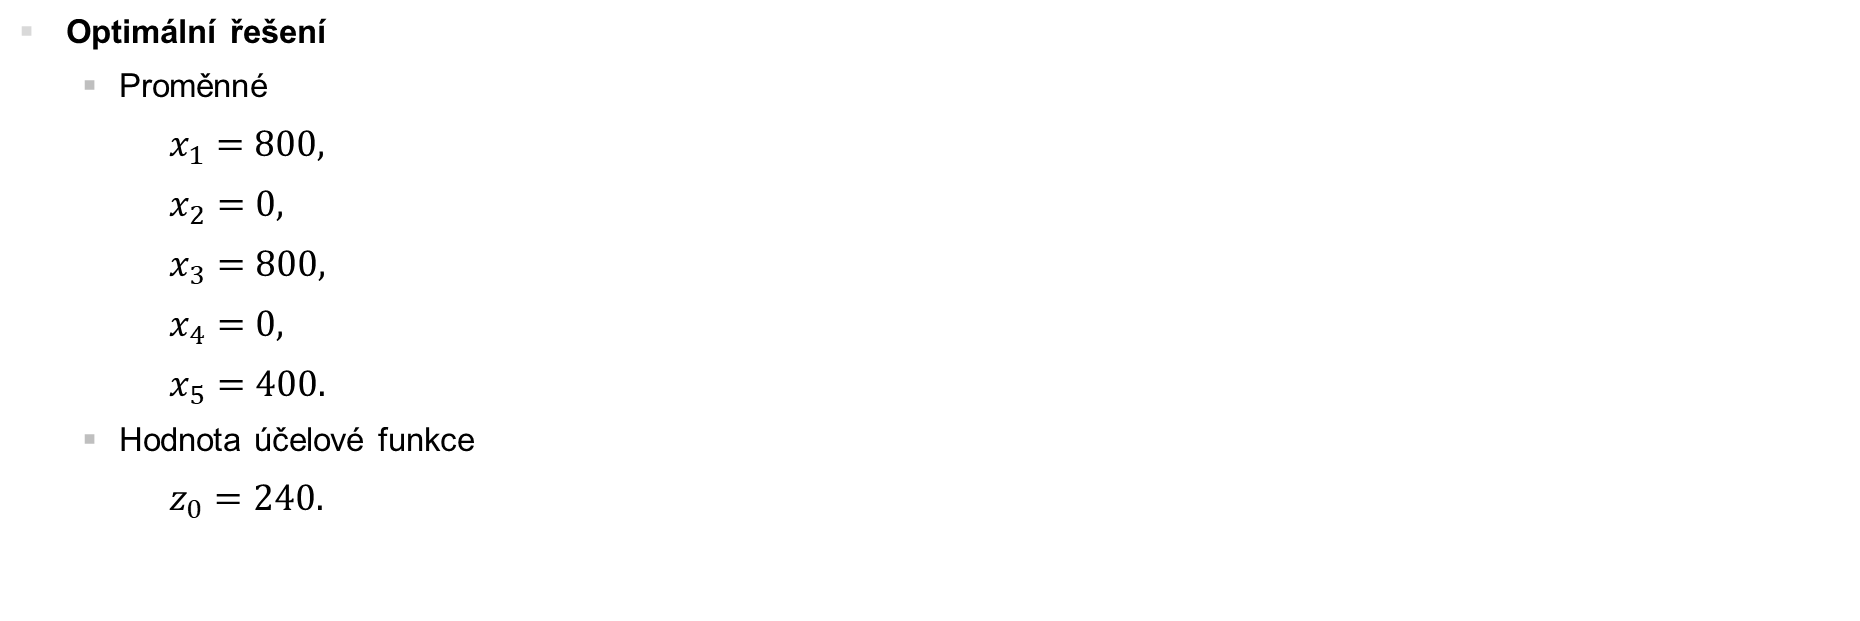 Optimální řešení
Proměnné
x₁ = 800,
x₂ = 0,
x₃ = 800,
x₄ = 0,
x₅ = 400.
Hodnota účelové funkce
z₀ = 240.